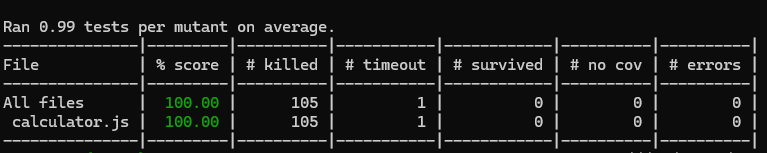 Ran 0.99 tests per mutant on average.
---------------|---------|----------|-----------|------------|----------|----------|
File           | % score | # killed | # timeout | # survived | # no cov | # errors |
---------------|---------|----------|-----------|------------|----------|----------|
All files      |  100.00 |      105 |         1 |          0 |        0 |        0 |
 calculator.js |  100.00 |      105 |         1 |          0 |        0 |        0 |
---------------|---------|----------|-----------|------------|----------|----------|